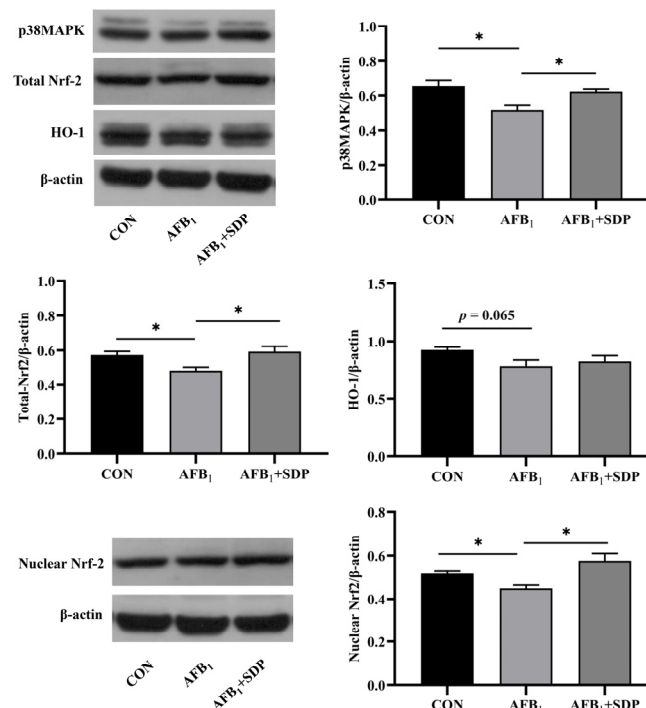 p38MAPK
Total Nrf-2
HO-1
β-actin
CON AFB₁ AFB₁+SDP
p38MAPK/β-actin
1.0
0.8
0.6
0.4
0.2
0.0
*
*
CON AFB₁ AFB₁+SDP
Total-Nrf2/β-actin
1.0
0.8
0.6
0.4
0.2
0.0
*
*
CON AFB₁ AFB₁+SDP
HO-1/β-actin
1.5
1.0
0.5
0.0
p = 0.065
CON AFB₁ AFB₁+SDP
Nuclear Nrf-2
β-actin
CON AFB₁ AFB₁+SDP
Nuclear Nrf2/β-actin
0.8
0.6
0.4
0.2
0.0
*
*
CON AFB₁ AFB₁+SDP